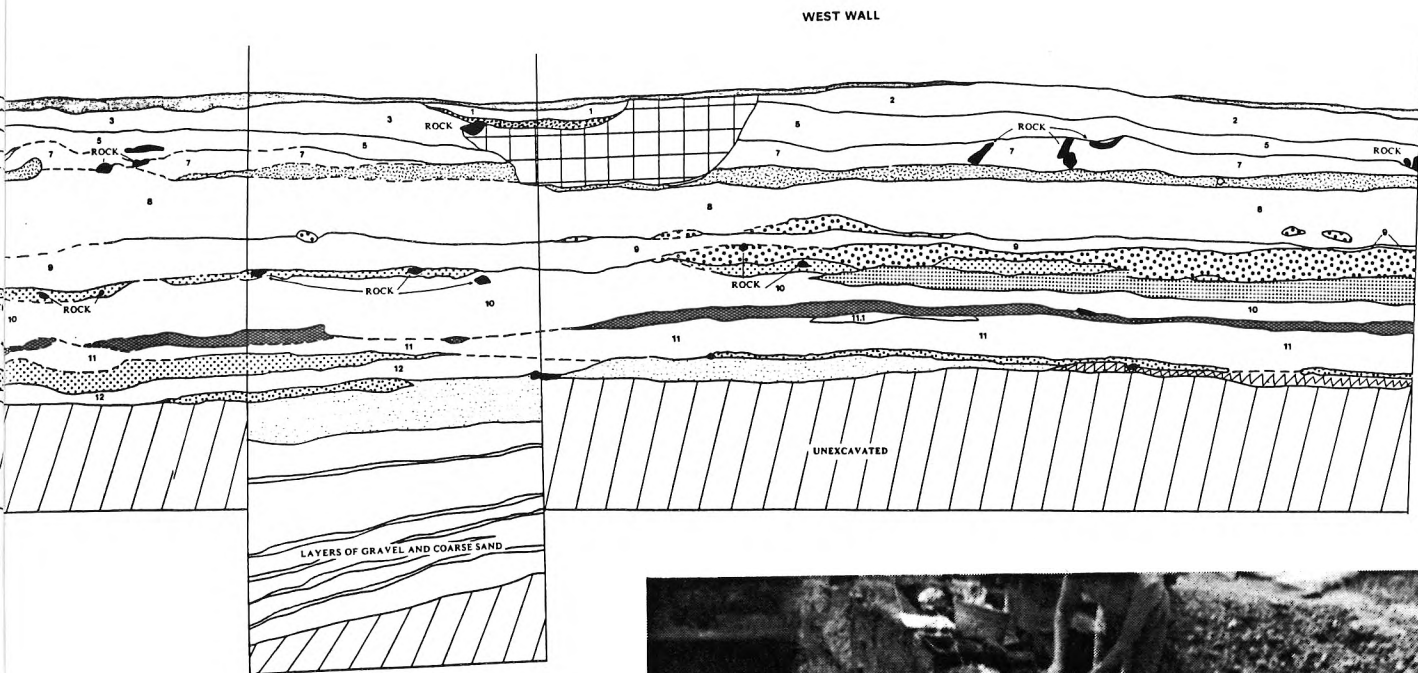 WEST WALL
1 1 2
3 3 ROCK 5 ROCK 2
5 ROCK 5 5
7 7 7 7 7 7 ROCK
8 8 8
9 9 9 9
ROCK ROCK 10 ROCK 10
10 10
11.1
11 11 11 11 11
12
12
UNEXCAVATED
LAYERS OF GRAVEL AND COARSE SAND